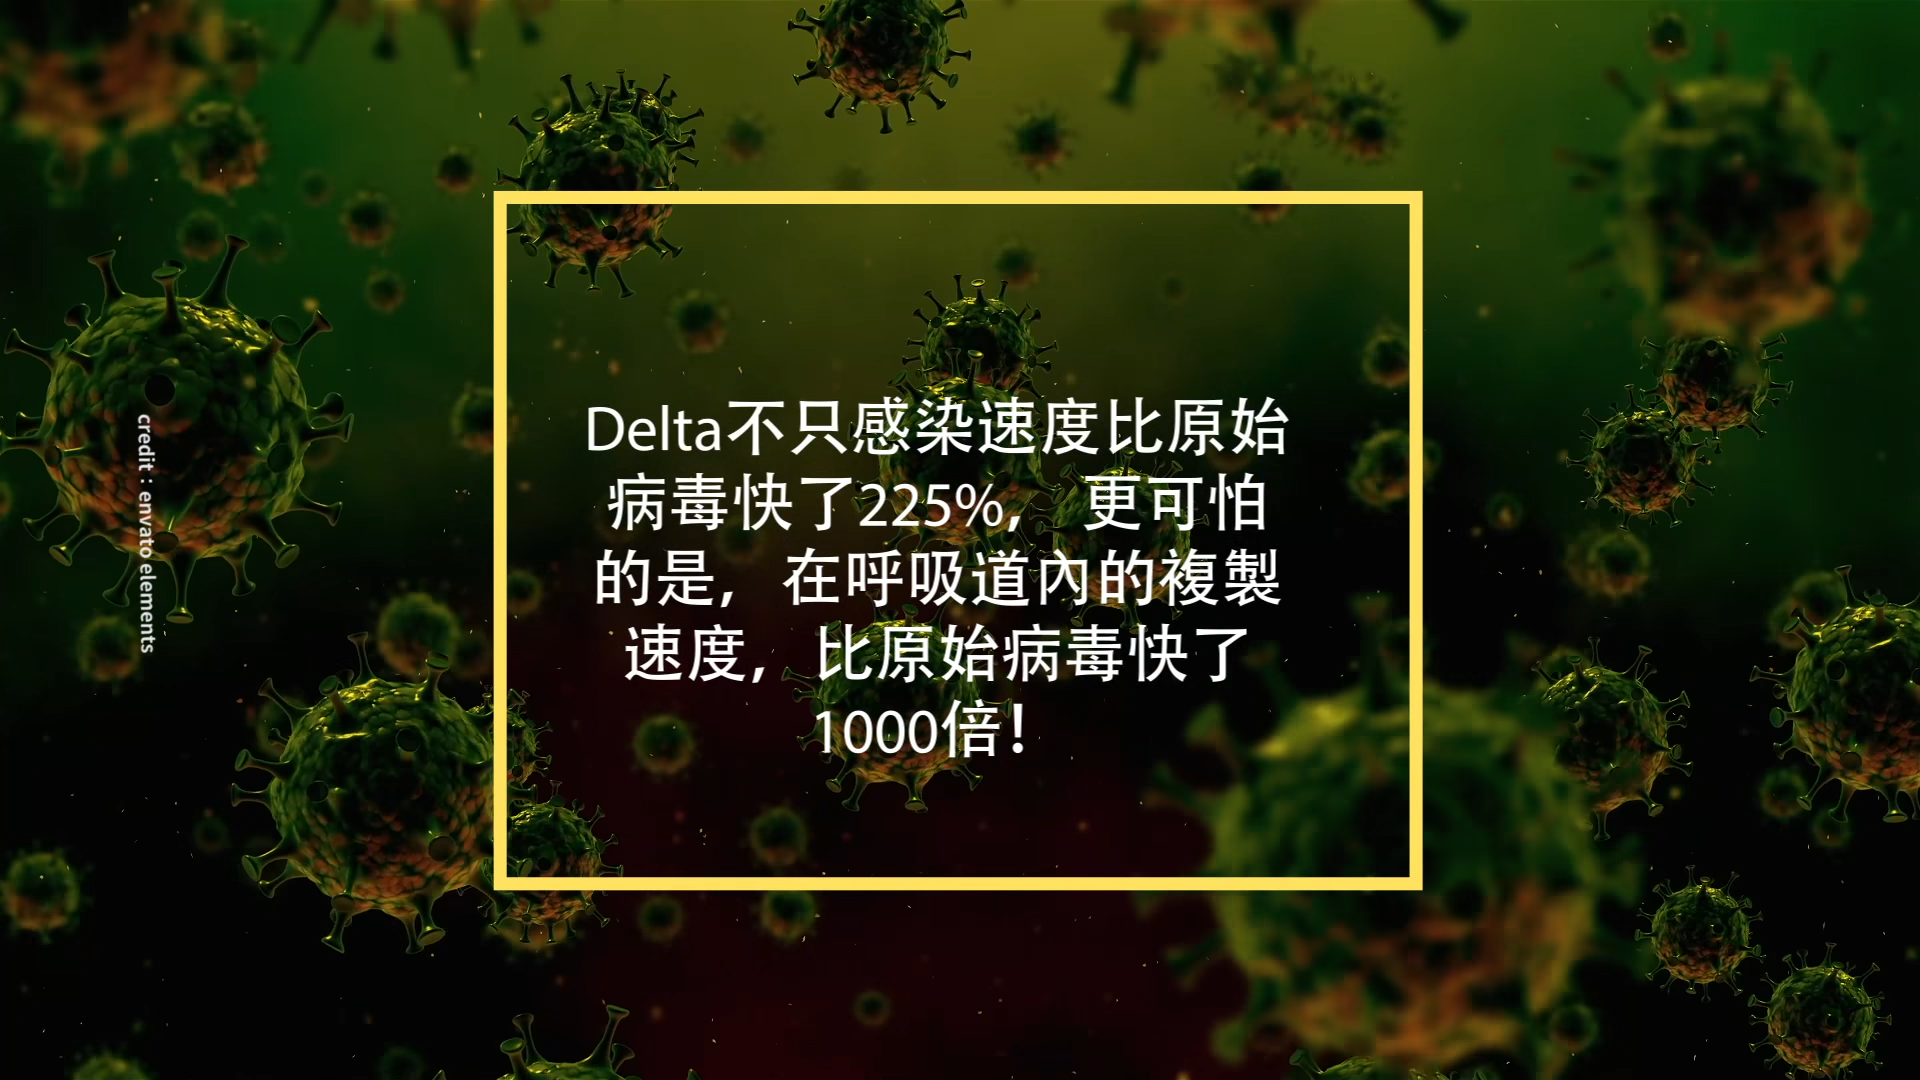 Delta不只感染速度比原始
病毒快了225%， 更可怕
的是，在呼吸道內的複製
速度，比原始病毒快了
1000倍！
credit：envato elements